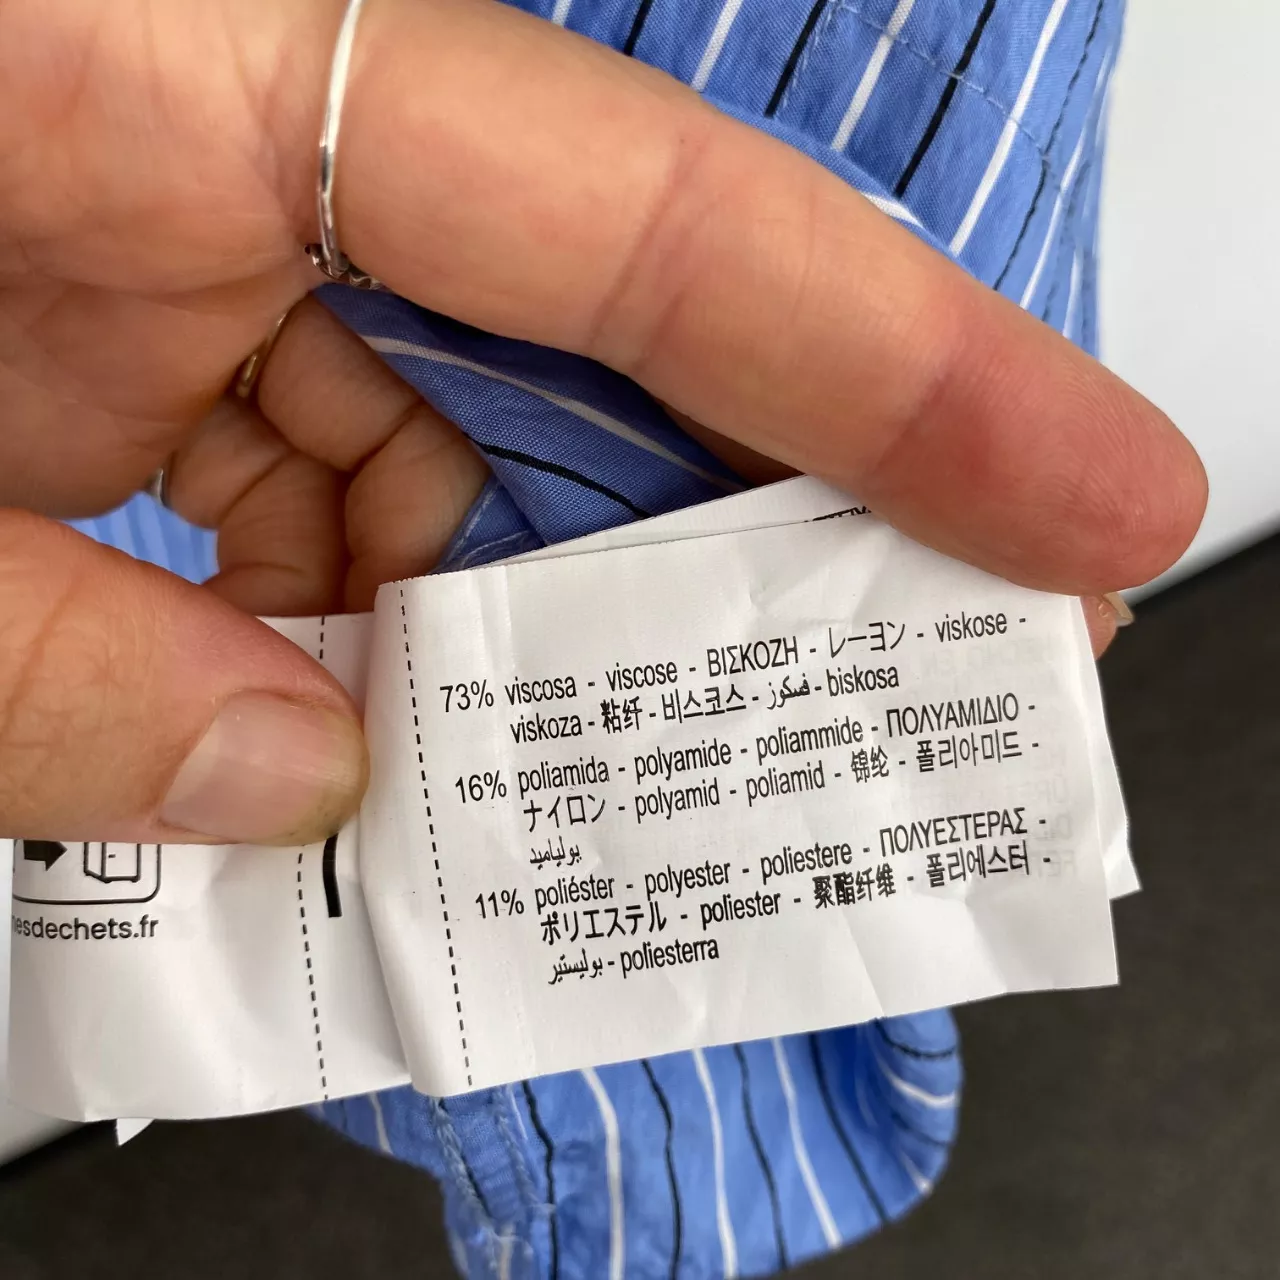 73% viscosa - viscose - ΒΙΣΚΟΖΗ - レーヨン - viskose -
viskoza - 粘纤 - 비스코스 - فسكوز - biskosa
16% poliamida - polyamide - poliammide - ΠΟΛΥΑΜΙΔΙΟ -
ナイロン - polyamid - poliamid - 锦纶 - 폴리아미드 -
بولياميد
11% poliéster - polyester - poliestere - ΠΟΛΥΕΣΤΕΡΑΣ -
ポリエステル - poliester - 聚酯纤维 - 폴리에스터 -
بوليستير - poliesterra
esdechets.fr